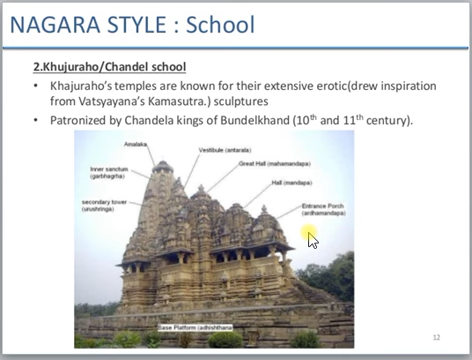 NAGARA STYLE : School
2.Khujuraho/Chandel school
• Khajuraho's temples are known for their extensive erotic(drew inspiration
from Vatsyayana's Kamasutra.) sculptures
• Patronized by Chandela kings of Bundelkhand (10th and 11th century).
Amalaka
Vestibule (antarala)
Great Hall (mahamandapa)
Inner sanctum
(garbhagrha)
Hall (mandapa)
secondary tower
(urushringa)
Entrance Porch
(ardhamandapa)
Base Platform (adhishthana)
12